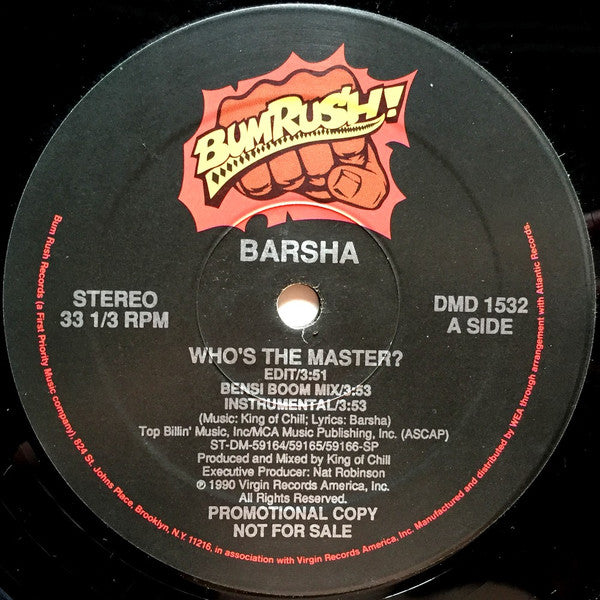 BUMRUSH!
BARSHA
STEREO
33 1/3 RPM
DMD 1532
A SIDE
WHO'S THE MASTER?
EDIT/3:51
BENSI BOOM MIX/3:53
INSTRUMENTAL/3:53
(Music: King of Chill; Lyrics: Barsha)
Top Billin' Music, Inc/MCA Music Publishing, Inc. (ASCAP)
ST-DM-59164/59165/59166-SP
Produced and Mixed by King of Chill
Executive Producer: Nat Robinson
℗ 1990 Virgin Records America, Inc.
All Rights Reserved.
PROMOTIONAL COPY
NOT FOR SALE
Bum Rush Records (a First Priority Music company), 824 St. Johns Place, Brooklyn, N.Y. 11216, in association with Virgin Records America, Inc. Manufactured and distributed by WEA through arrangement with Atlantic Records.